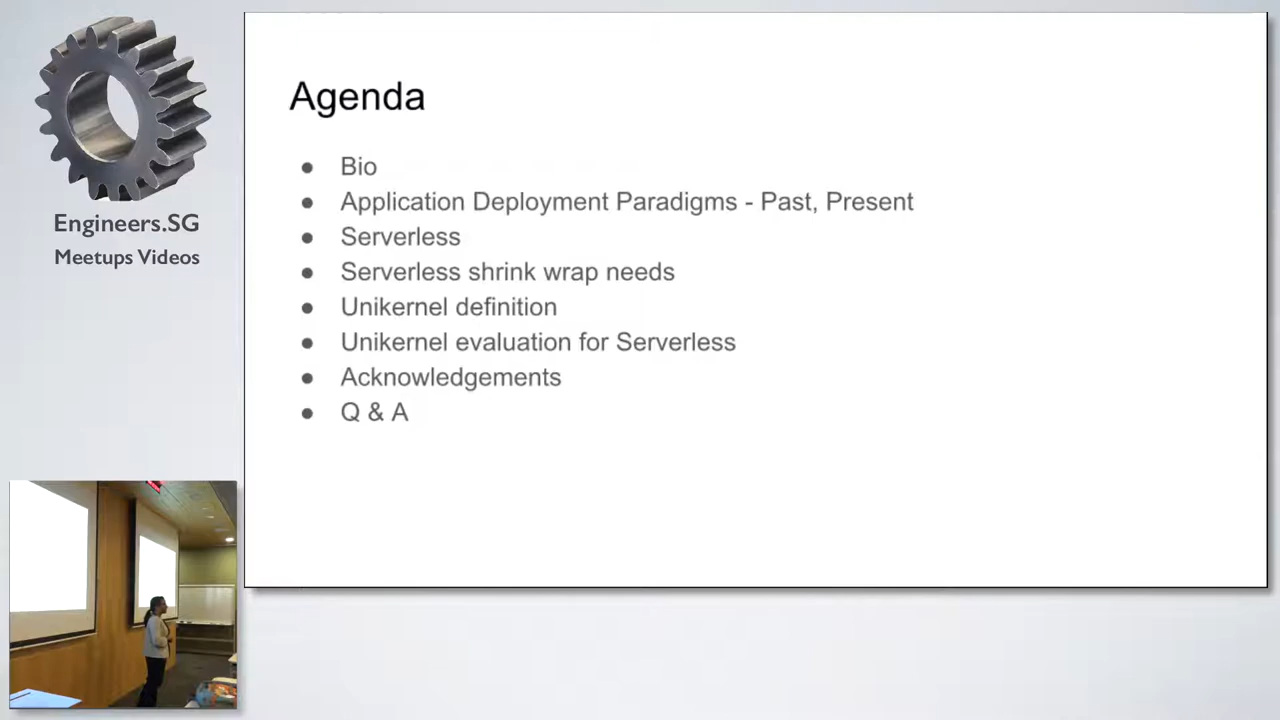 Engineers.SG
Meetups Videos
Agenda
● Bio
● Application Deployment Paradigms - Past, Present
● Serverless
● Serverless shrink wrap needs
● Unikernel definition
● Unikernel evaluation for Serverless
● Acknowledgements
● Q & A